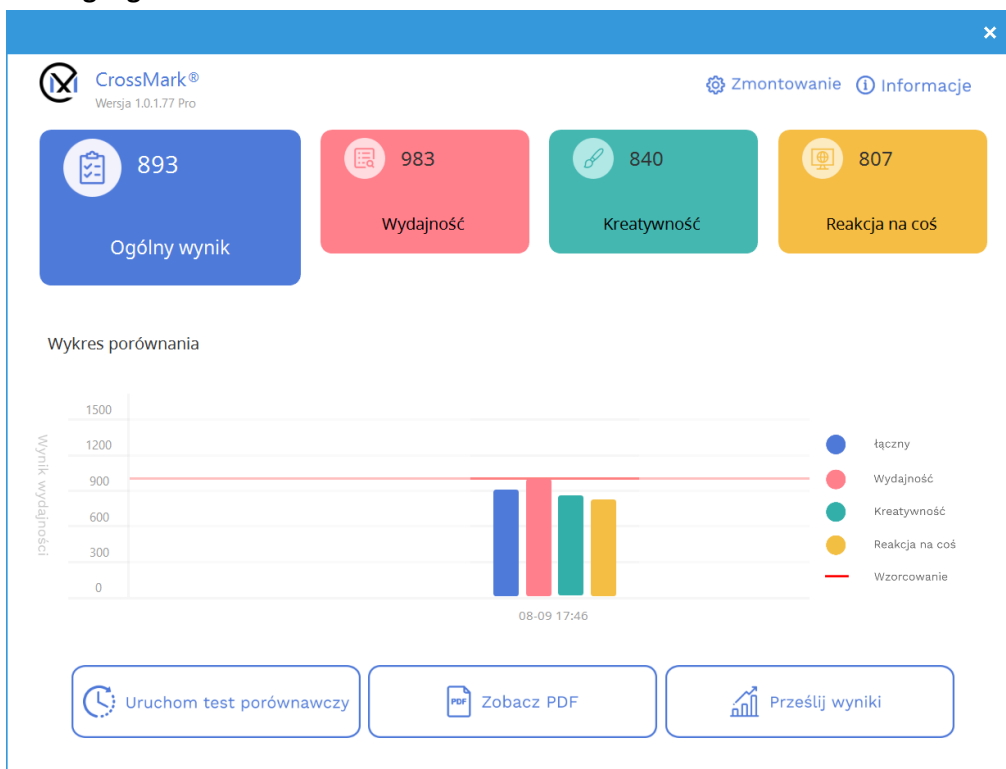 CrossMark®
Wersja 1.0.1.77 Pro
Zmontowanie
Informacje
893
Ogólny wynik
983
Wydajność
840
Kreatywność
807
Reakcja na coś
Wykres porównania
Wynik wydajności
1500
1200
900
600
300
0
08-09 17:46
łączny
Wydajność
Kreatywność
Reakcja na coś
Wzorcowanie
Uruchom test porównawczy
PDF
Zobacz PDF
Prześlij wyniki